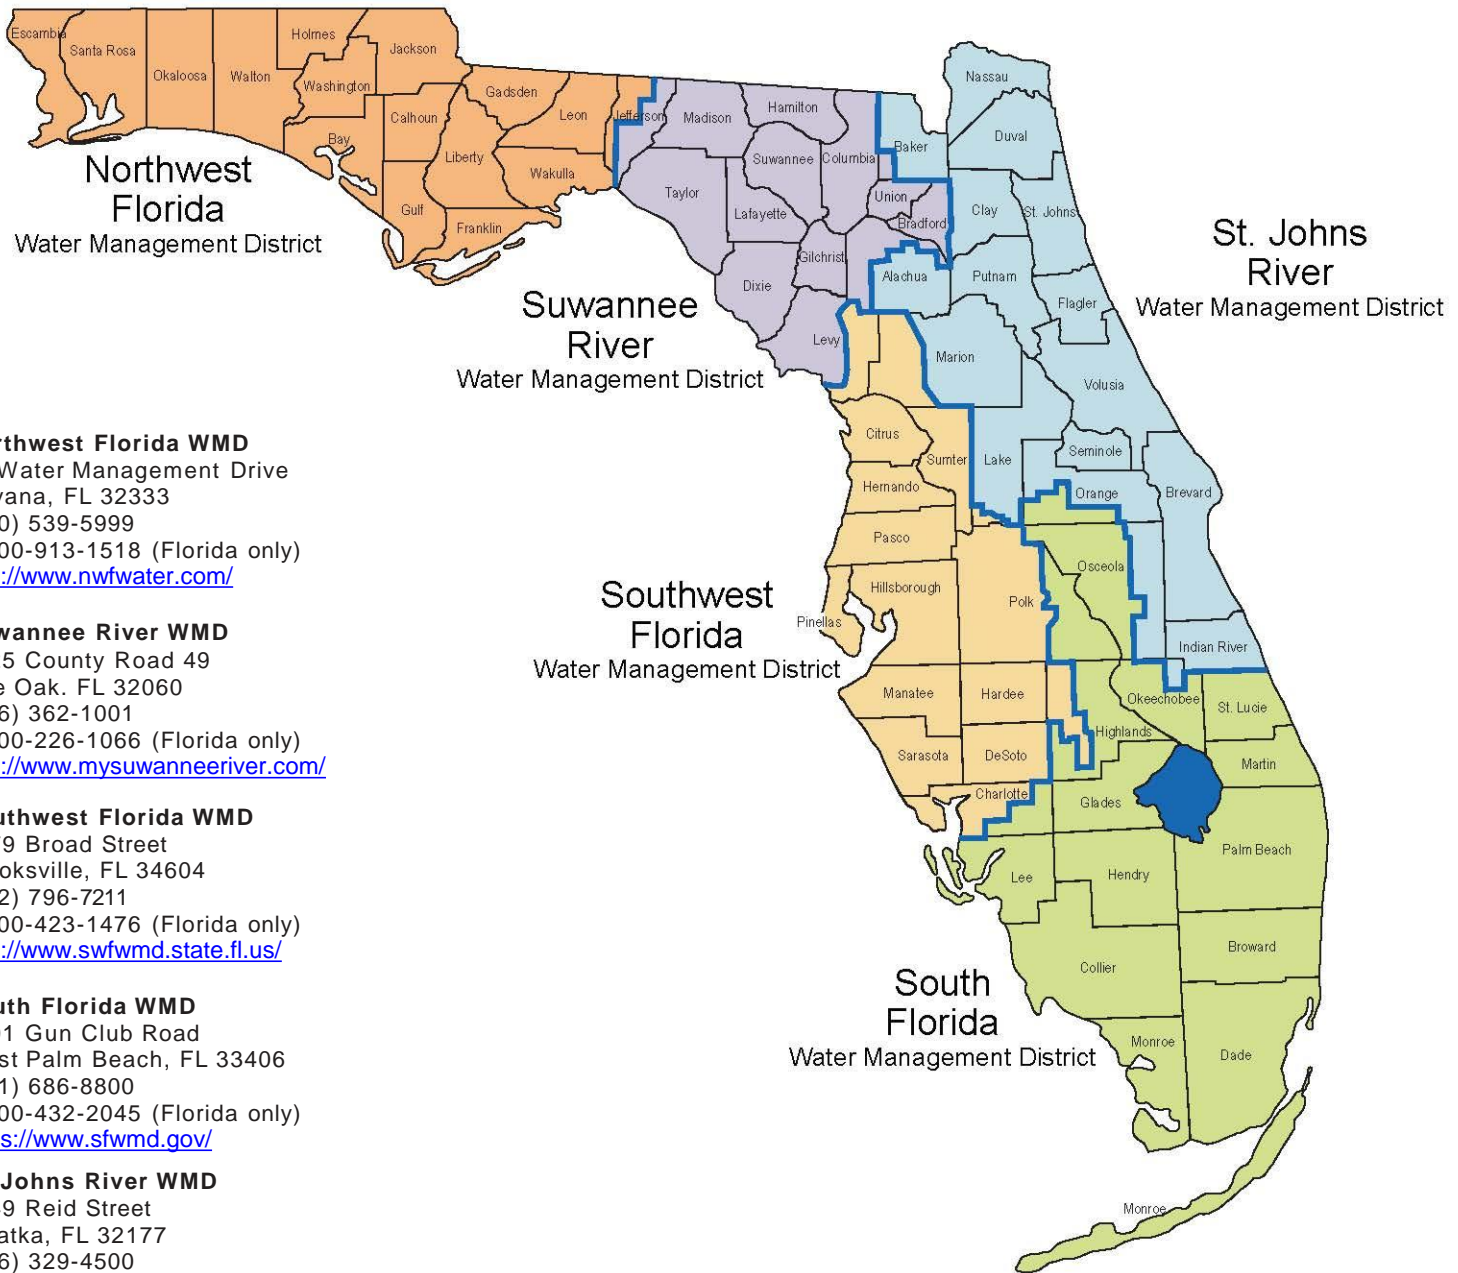 Escambia
Santa Rosa
Okaloosa
Walton
Holmes
Washington
Jackson
Bay
Calhoun
Gulf
Liberty
Gadsden
Franklin
Leon
Wakulla
Jefferson
Northwest
Florida
Water Management District
Madison
Hamilton
Taylor
Suwannee
Columbia
Lafayette
Union
Bradford
Gilchrist
Dixie
Levy
Suwannee
River
Water Management District
Nassau
Duval
Baker
Clay
St. Johns
Alachua
Putnam
Flagler
Marion
Volusia
Lake
Seminole
Orange
Brevard
Indian River
St. Johns
River
Water Management District
Citrus
Sumter
Hernando
Pasco
Hillsborough
Pinellas
Polk
Manatee
Hardee
Sarasota
DeSoto
Charlotte
Southwest
Florida
Water Management District
Osceola
Okeechobee
St. Lucie
Highlands
Martin
Glades
Palm Beach
Lee
Hendry
Broward
Collier
Monroe
Dade
Monroe
South
Florida
Water Management District
rthwest Florida WMD
Water Management Drive
vana, FL 32333
0) 539-5999
00-913-1518 (Florida only)
://www.nwfwater.com/
wannee River WMD
25 County Road 49
e Oak. FL 32060
6) 362-1001
00-226-1066 (Florida only)
://www.mysuwanneeriver.com/
uthwest Florida WMD
79 Broad Street
ooksville, FL 34604
2) 796-7211
00-423-1476 (Florida only)
://www.swfwmd.state.fl.us/
uth Florida WMD
01 Gun Club Road
st Palm Beach, FL 33406
1) 686-8800
00-432-2045 (Florida only)
s://www.sfwmd.gov/
Johns River WMD
49 Reid Street
atka, FL 32177
6) 329-4500